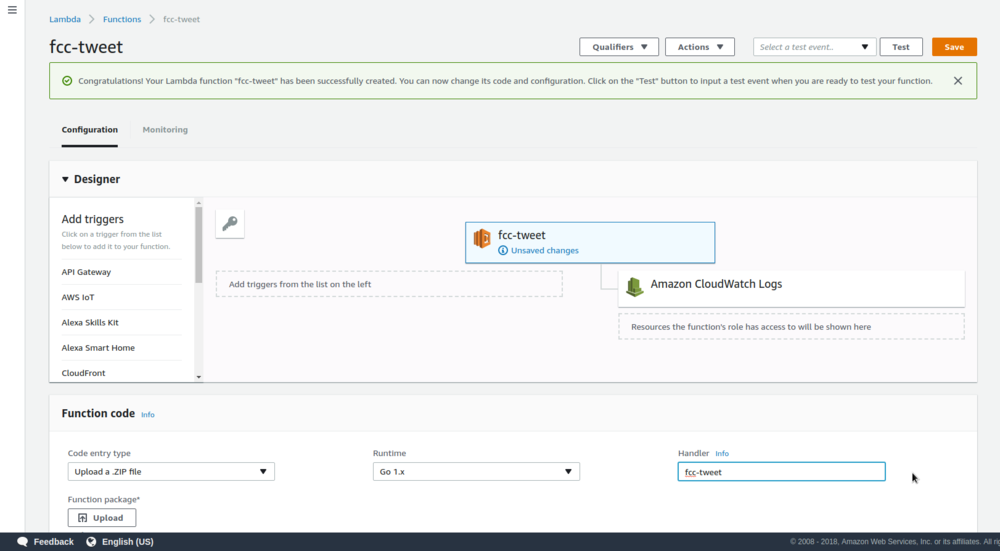 Lambda > Functions > fcc-tweet
fcc-tweet
Qualifiers
Actions
Select a test event..
Test
Save
Congratulations! Your Lambda function "fcc-tweet" has been successfully created. You can now change its code and configuration. Click on the "Test" button to input a test event when you are ready to test your function.
Configuration
Monitoring
Designer
Add triggers
Click on a trigger from the list
below to add it to your function.
API Gateway
AWS IoT
Alexa Skills Kit
Alexa Smart Home
CloudFront
fcc-tweet
Unsaved changes
Add triggers from the list on the left
Amazon CloudWatch Logs
Resources the function's role has access to will be shown here
Function code Info
Code entry type
Upload a .ZIP file
Runtime
Go 1.x
Handler Info
fcc-tweet
Function package*
Upload
Feedback
English (US)
© 2008 - 2018, Amazon Web Services, Inc. or its affiliates. All